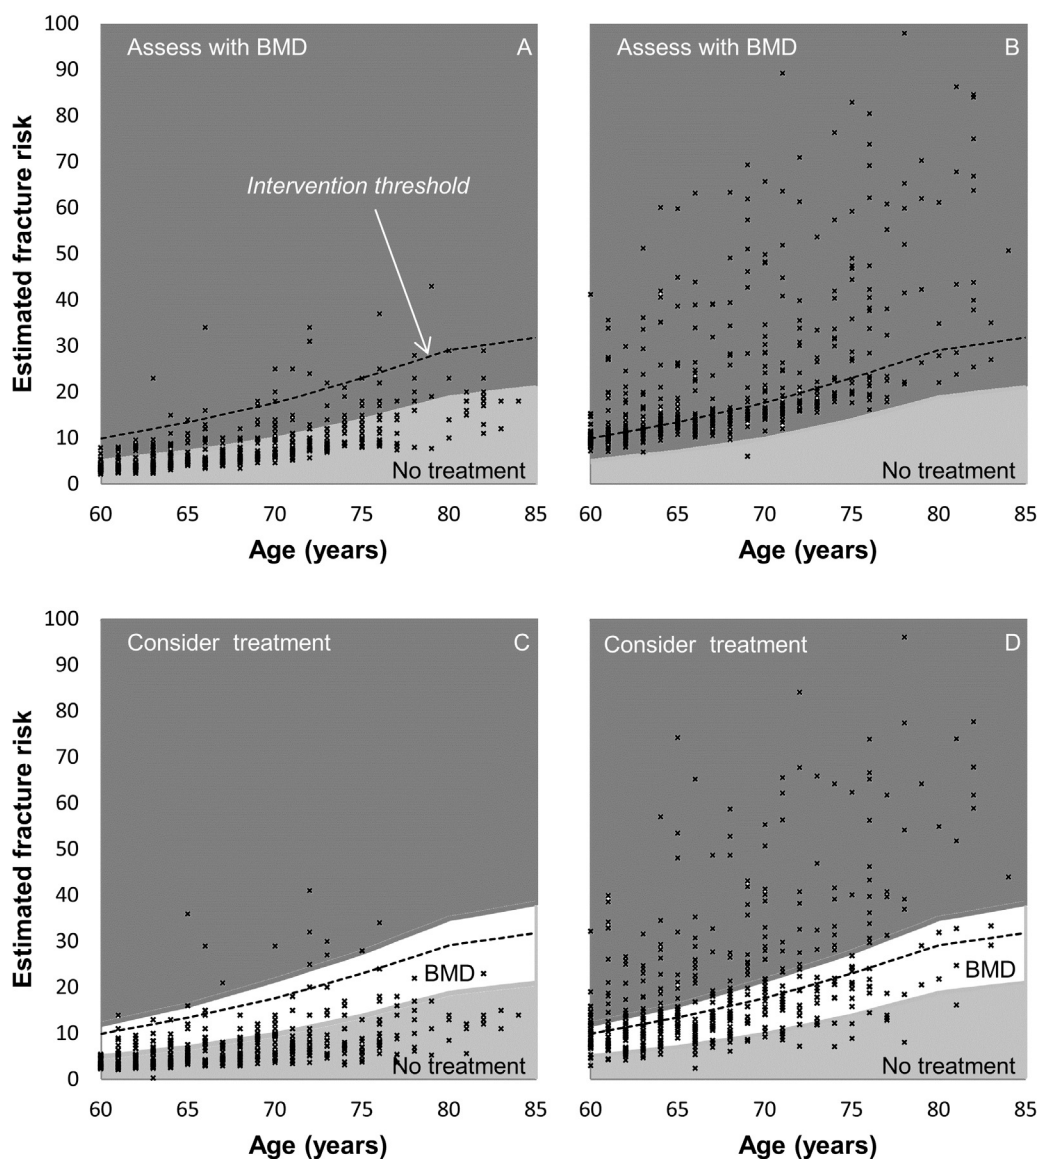 Assess with BMD A
Intervention threshold
No treatment
Estimated fracture risk
100
90
80
70
60
50
40
30
20
10
0
60 65 70 75 80 85
Age (years)
Assess with BMD B
No treatment
60 65 70 75 80 85
Age (years)
Consider treatment C
BMD
No treatment
Estimated fracture risk
100
90
80
70
60
50
40
30
20
10
0
60 65 70 75 80 85
Age (years)
Consider treatment D
BMD
No treatment
60 65 70 75 80 85
Age (years)